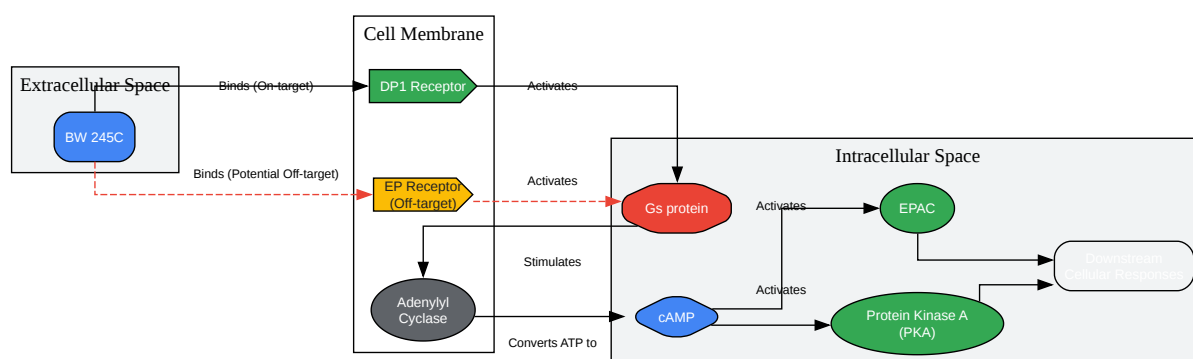 Cell Membrane
Extracellular Space
Binds (On-target)
DP1 Receptor
Activates
BW 245C
Intracellular Space
Binds (Potential Off-target)
EP Receptor
(Off-target)
Activates
Gs protein
Activates
EPAC
Stimulates
Downstream
Cellular Responses
Adenylyl
Cyclase
cAMP
Activates
Protein Kinase A
(PKA)
Converts ATP to